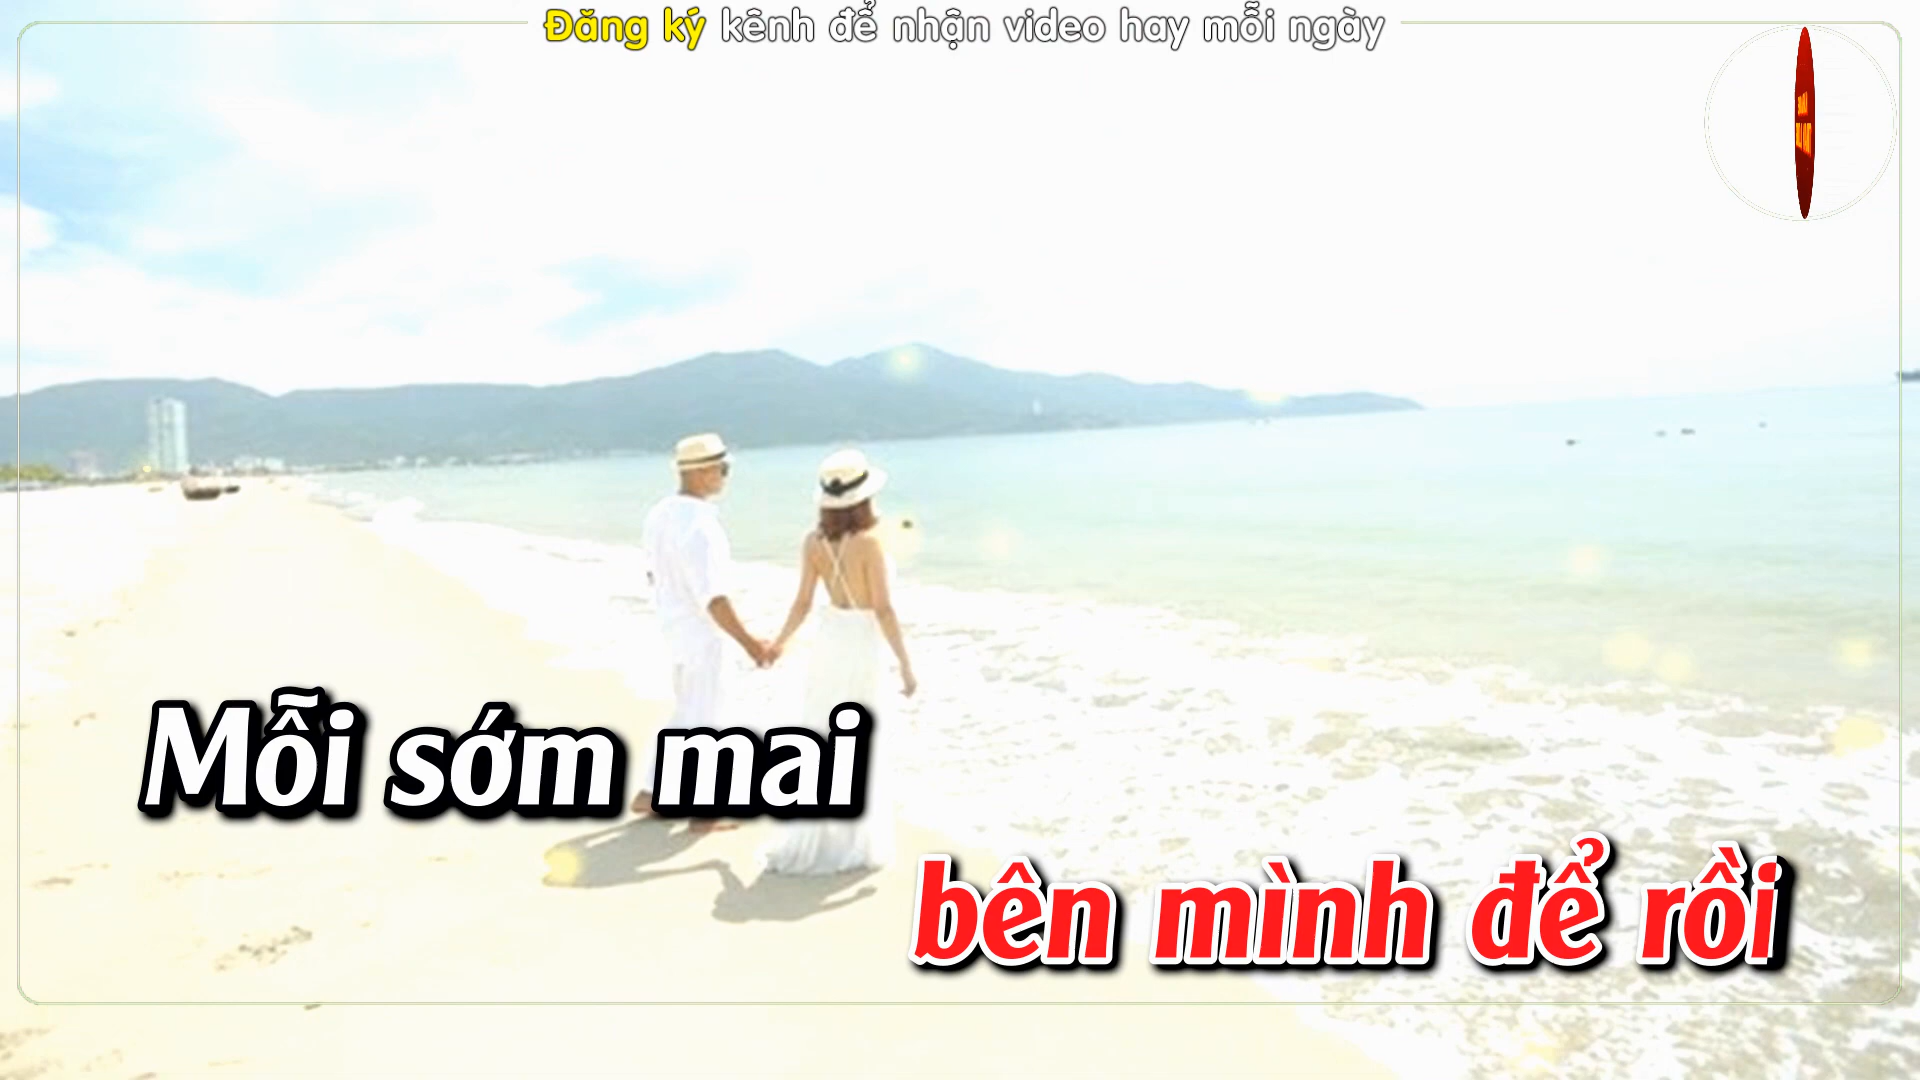 Đăng ký kênh để nhận video hay mỗi ngày
Mỗi sớm mai
bên mình để rồi